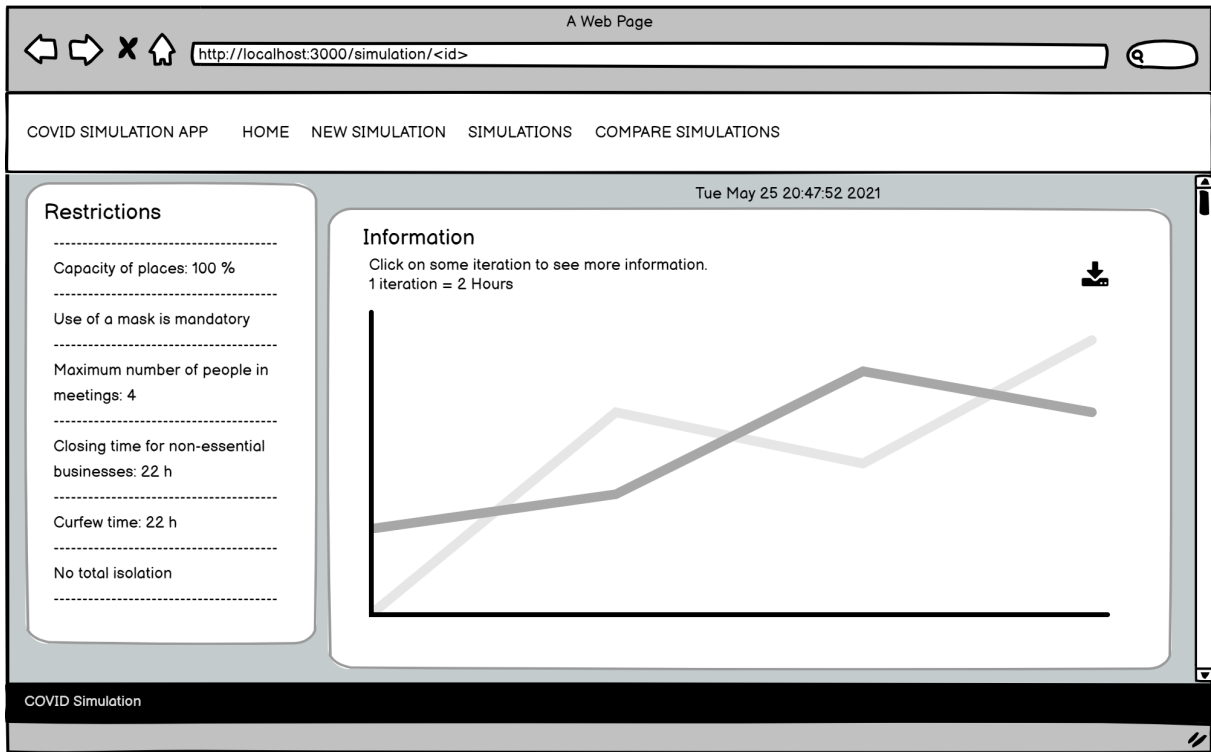 A Web Page
http://localhost:3000/simulation/<id>
COVID SIMULATION APP HOME NEW SIMULATION SIMULATIONS COMPARE SIMULATIONS
Restrictions
Capacity of places: 100 %
Use of a mask is mandatory
Maximum number of people in
meetings: 4
Closing time for non-essential
businesses: 22 h
Curfew time: 22 h
No total isolation
Tue May 25 20:47:52 2021
Information
Click on some iteration to see more information.
1 iteration = 2 Hours
COVID Simulation